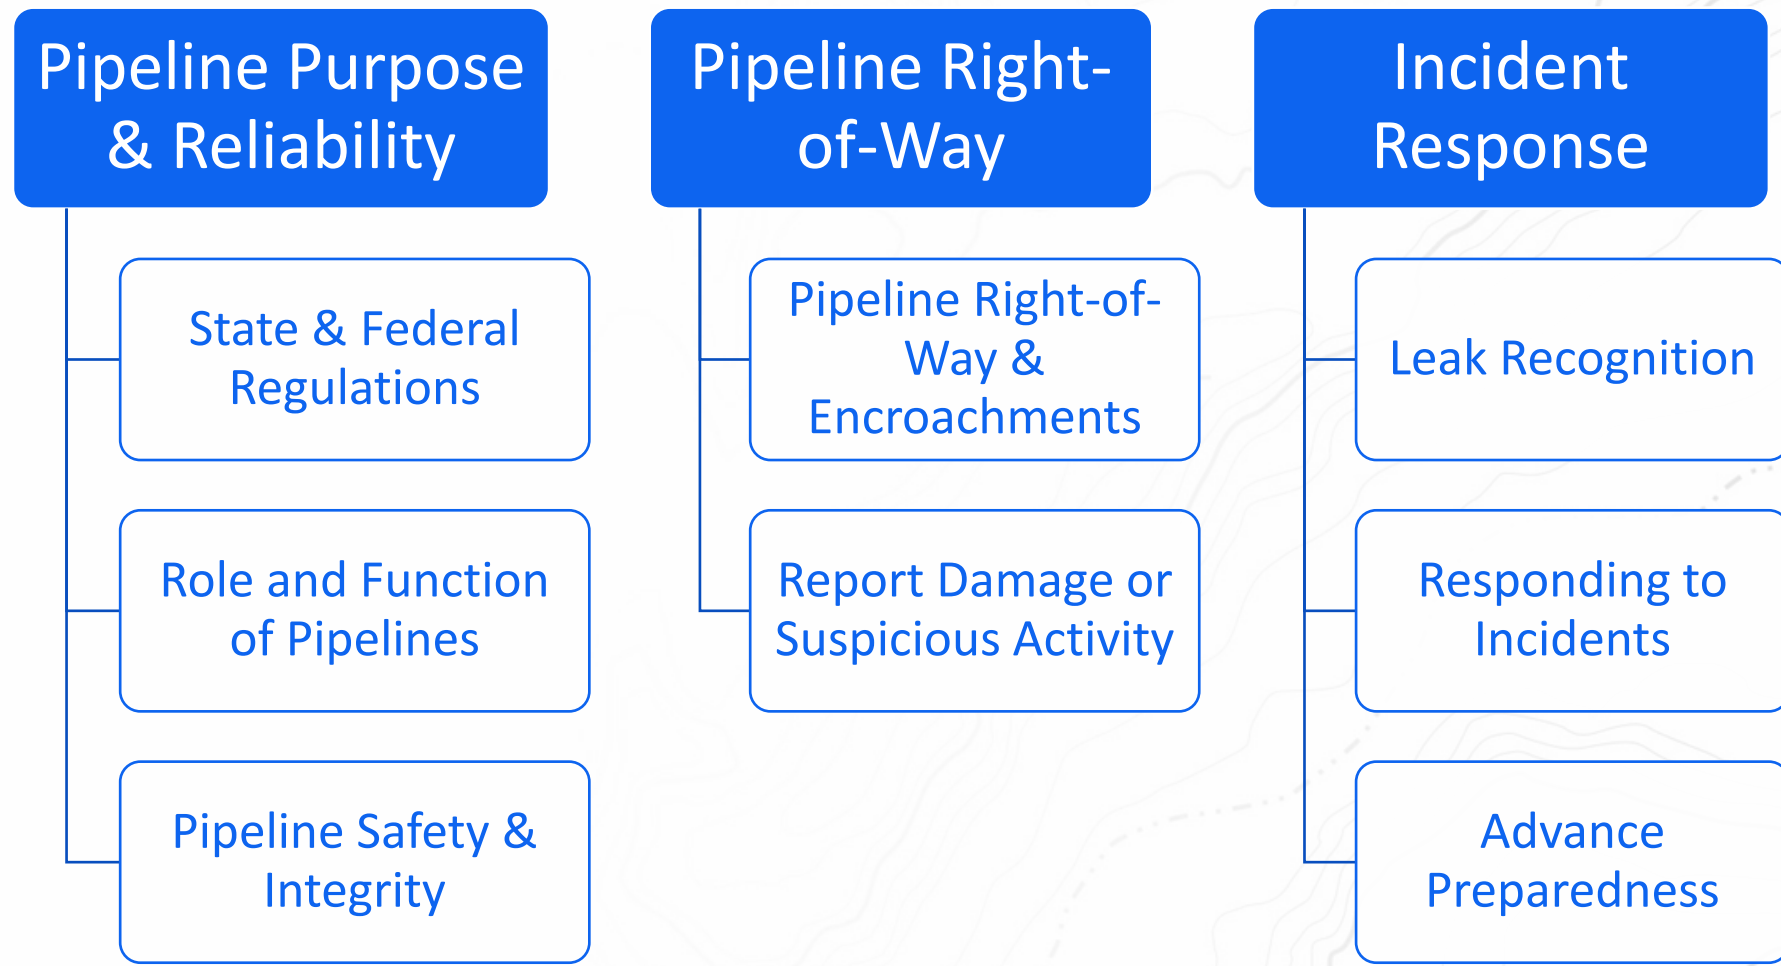 Pipeline Purpose
& Reliability
State & Federal
Regulations
Role and Function
of Pipelines
Pipeline Safety &
Integrity
Pipeline Right-
of-Way
Pipeline Right-of-
Way &
Encroachments
Report Damage or
Suspicious Activity
Incident
Response
Leak Recognition
Responding to
Incidents
Advance
Preparedness